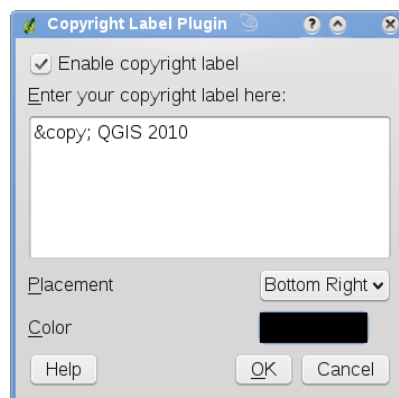 Copyright Label Plugin
Enable copyright label
Enter your copyright label here:
&copy; QGIS 2010
Placement
Bottom Right
Color
Help
OK
Cancel